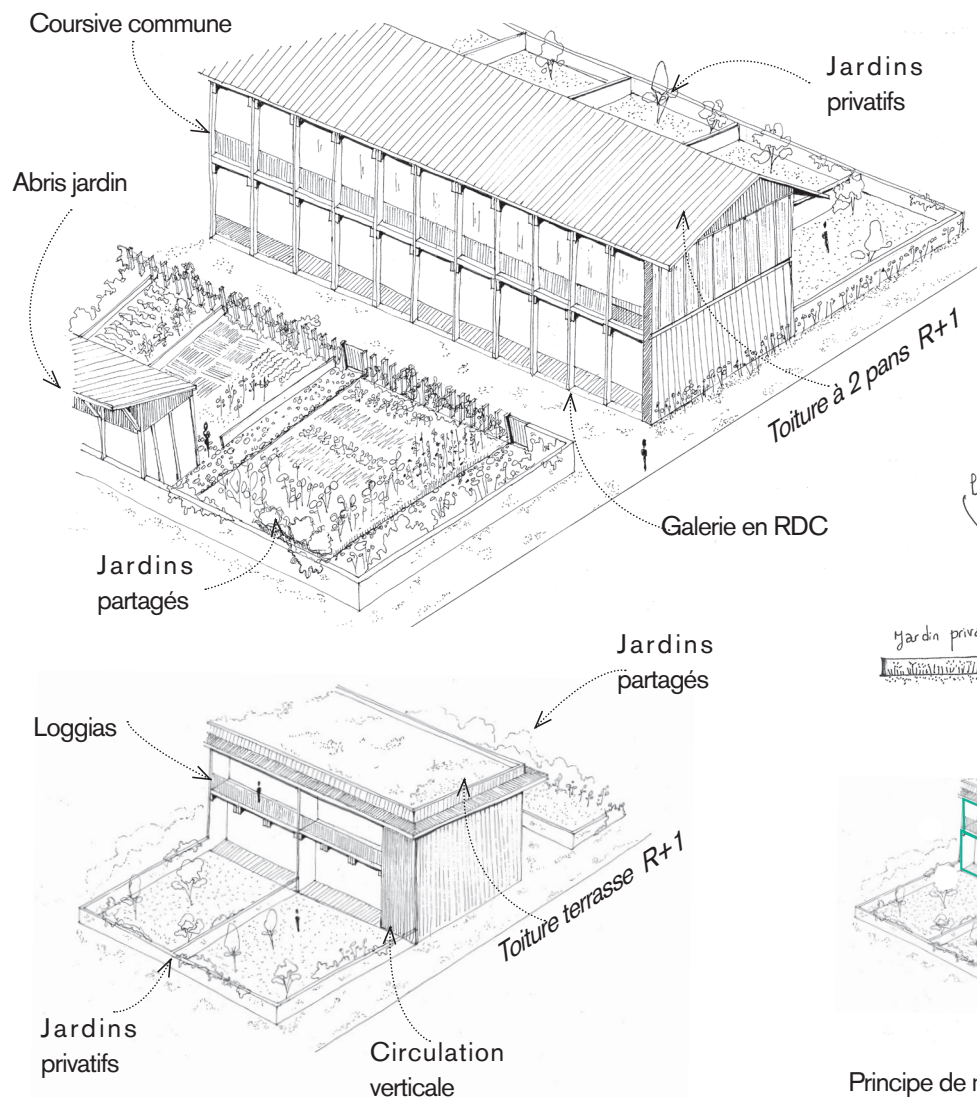 Coursive commune
Jardins
privatifs
Abris jardin
Toiture à 2 pans R+1
Galerie en RDC
Jardins
partagés
Jardin
Jardins
partagés
Loggias
Toiture terrasse R+1
Jardins
privatifs
Circulation
verticale
Principe de